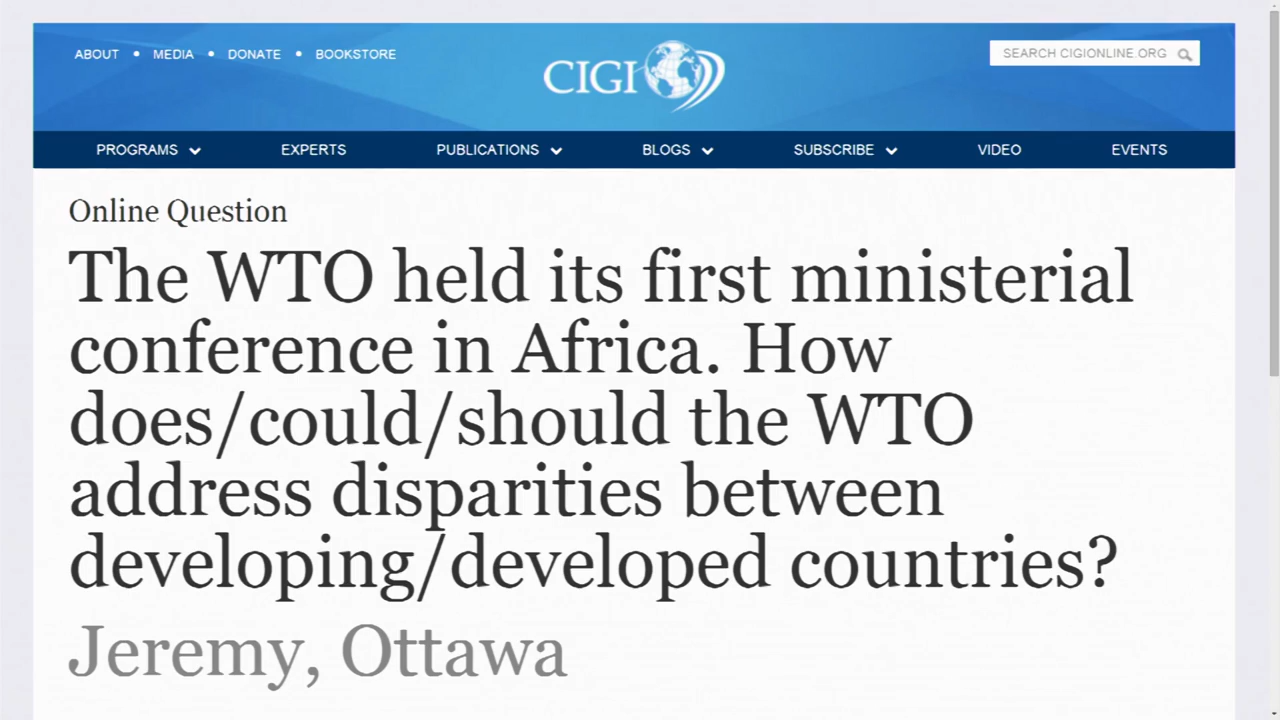 ABOUT • MEDIA • DONATE • BOOKSTORE
CIGI
SEARCH CIGIONLINE.ORG
PROGRAMS EXPERTS PUBLICATIONS BLOGS SUBSCRIBE VIDEO EVENTS
Online Question
The WTO held its first ministerial
conference in Africa. How
does/could/should the WTO
address disparities between
developing/developed countries?
Jeremy, Ottawa